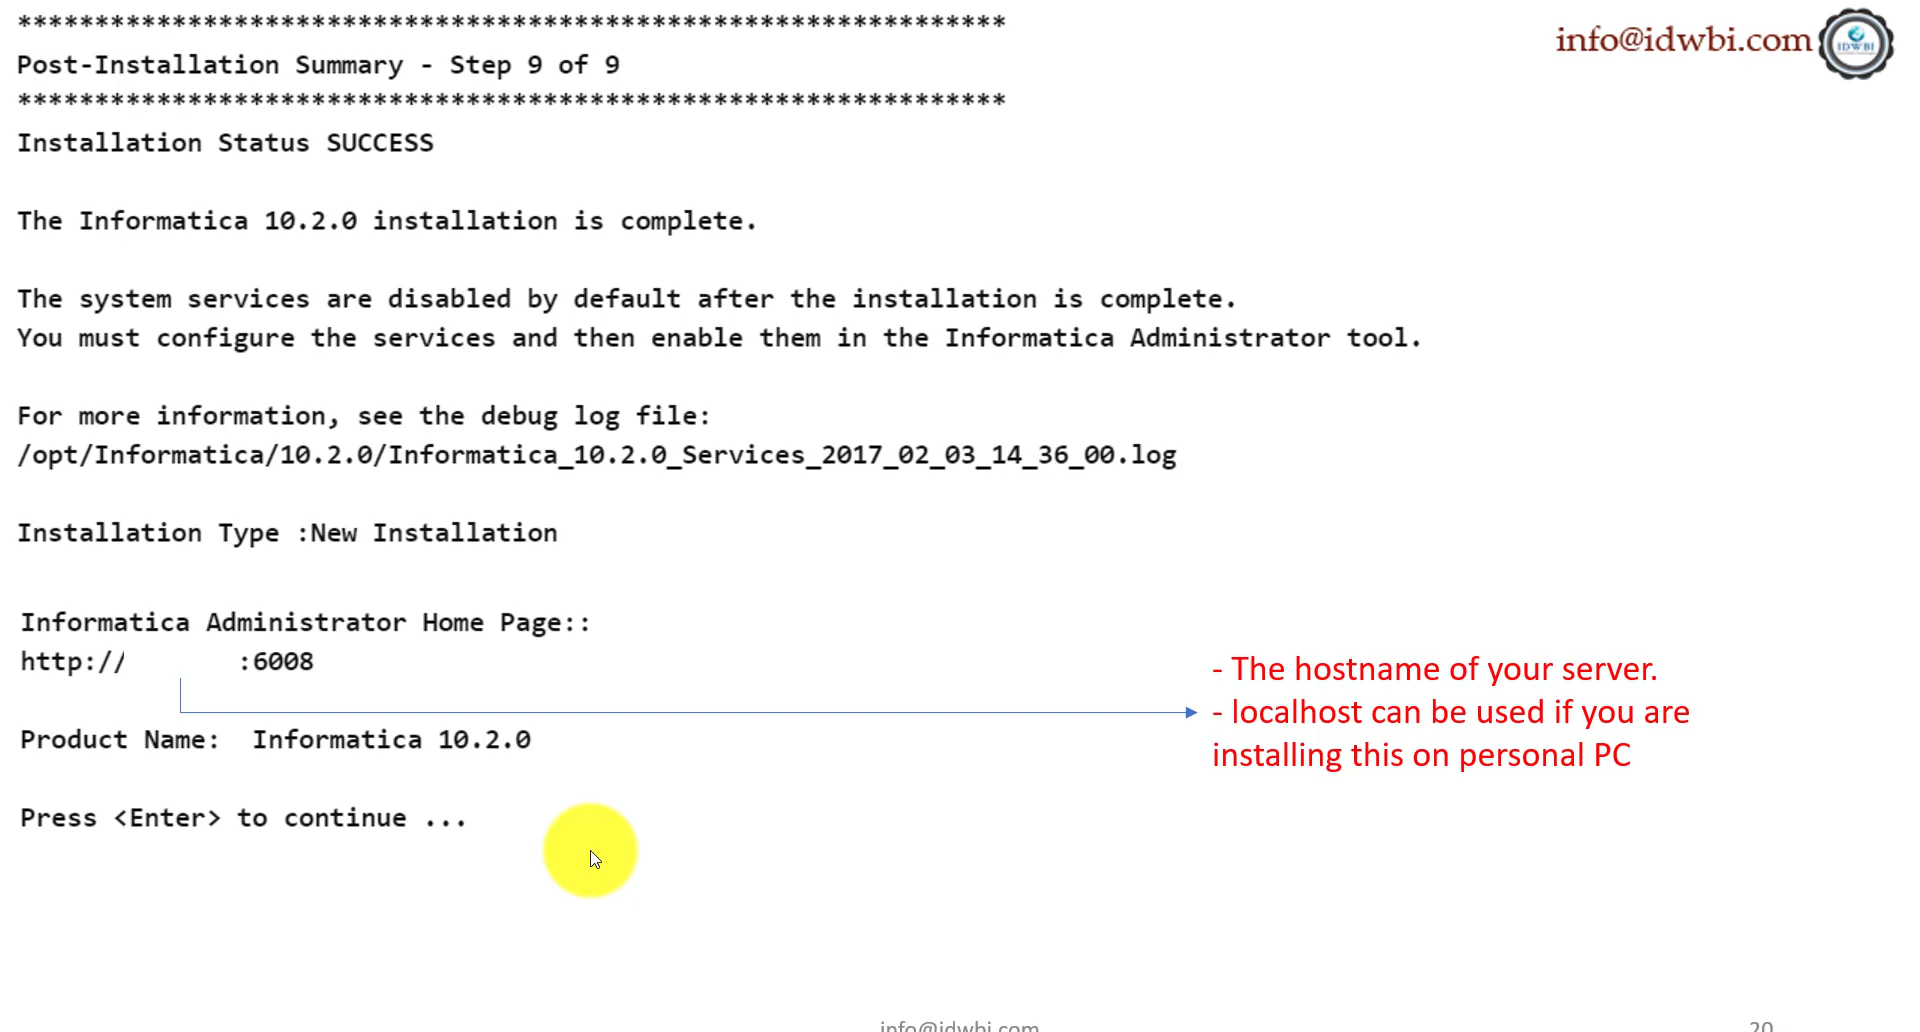 ****************************************************************
info@idwbi.com
IDWBI
Post-Installation Summary - Step 9 of 9
****************************************************************
Installation Status SUCCESS
The Informatica 10.2.0 installation is complete.
The system services are disabled by default after the installation is complete.
You must configure the services and then enable them in the Informatica Administrator tool.
For more information, see the debug log file:
/opt/Informatica/10.2.0/Informatica_10.2.0_Services_2017_02_03_14_36_00.log
Installation Type :New Installation
Informatica Administrator Home Page::
http:// :6008
- The hostname of your server.
- localhost can be used if you are
installing this on personal PC
Product Name: Informatica 10.2.0
Press <Enter> to continue ...
info@idwbi.com
20